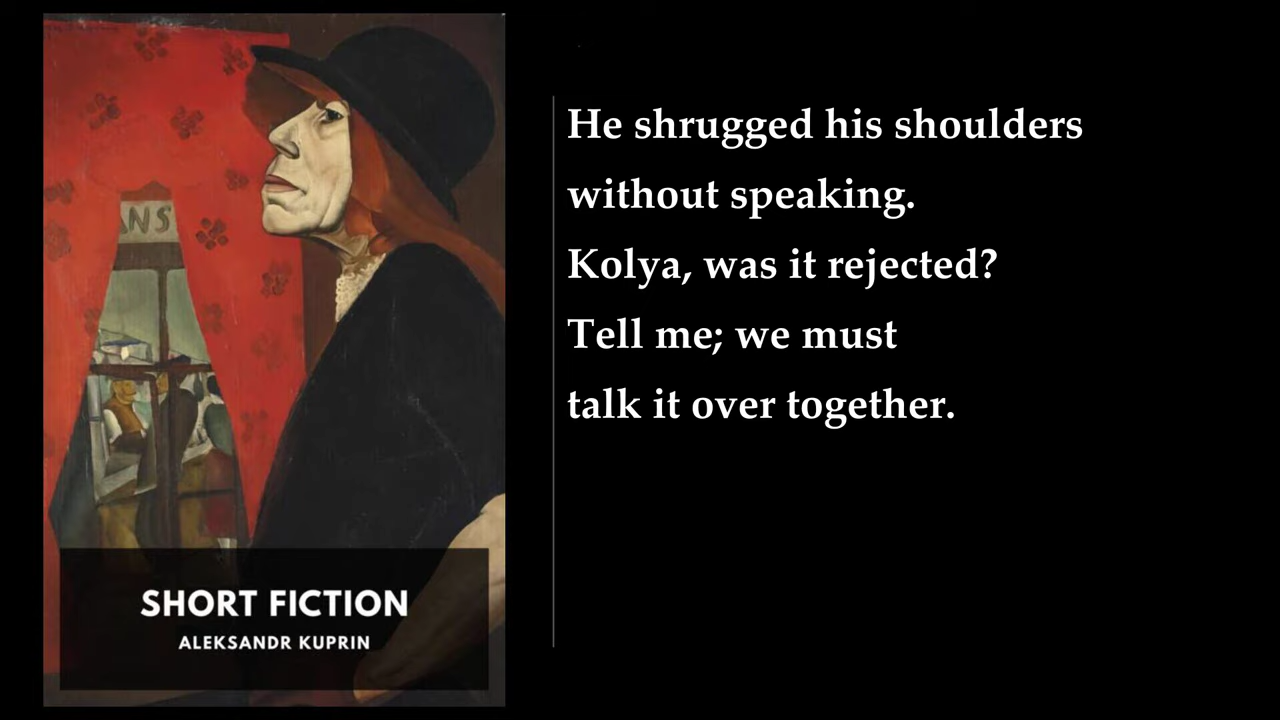 ANS
SHORT FICTION
ALEKSANDR KUPRIN
He shrugged his shoulders
without speaking.
Kolya, was it rejected?
Tell me; we must
talk it over together.